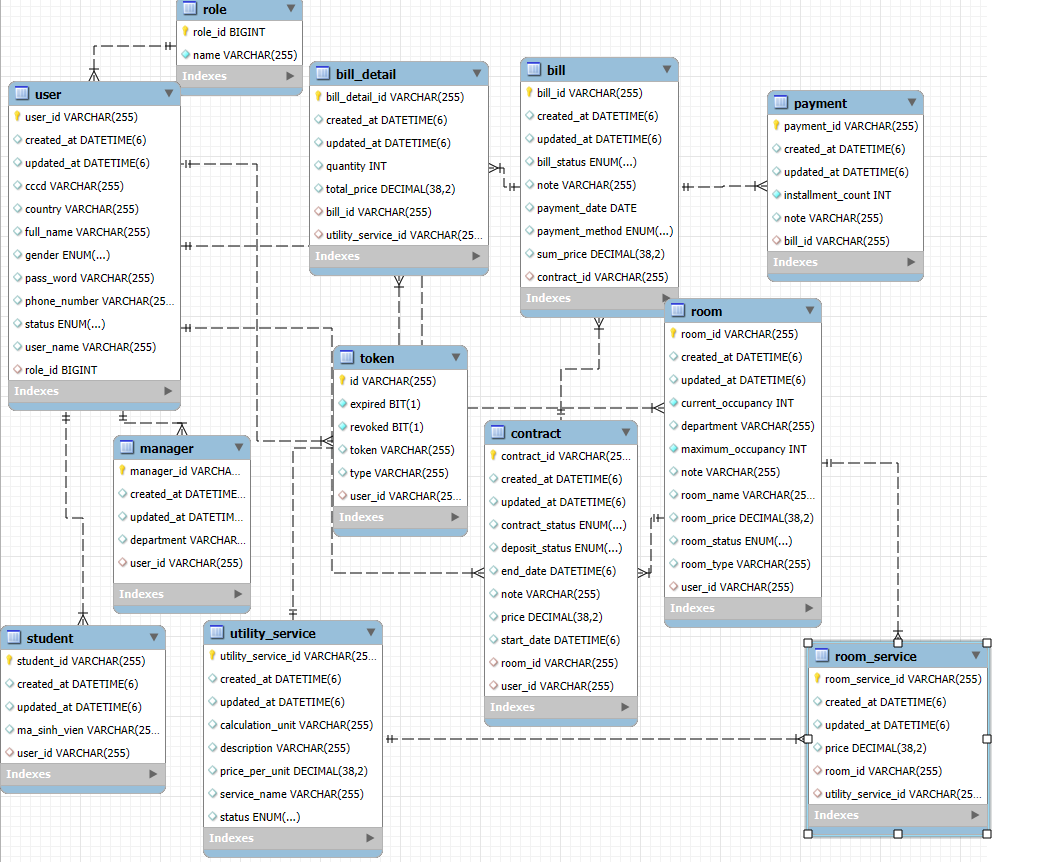 role
role_id BIGINT
name VARCHAR(255)
Indexes
user
user_id VARCHAR(255)
created_at DATETIME(6)
updated_at DATETIME(6)
cccd VARCHAR(255)
country VARCHAR(255)
full_name VARCHAR(255)
gender ENUM(...)
pass_word VARCHAR(255)
phone_number VARCHAR(25...
status ENUM(...)
user_name VARCHAR(255)
role_id BIGINT
Indexes
bill_detail
bill_detail_id VARCHAR(255)
created_at DATETIME(6)
updated_at DATETIME(6)
quantity INT
total_price DECIMAL(38,2)
bill_id VARCHAR(255)
utility_service_id VARCHAR(25...
Indexes
bill
bill_id VARCHAR(255)
created_at DATETIME(6)
updated_at DATETIME(6)
bill_status ENUM(...)
note VARCHAR(255)
payment_date DATE
payment_method ENUM(...)
sum_price DECIMAL(38,2)
contract_id VARCHAR(255)
Indexes
payment
payment_id VARCHAR(255)
created_at DATETIME(6)
updated_at DATETIME(6)
installment_count INT
note VARCHAR(255)
bill_id VARCHAR(255)
Indexes
room
room_id VARCHAR(255)
created_at DATETIME(6)
updated_at DATETIME(6)
current_occupancy INT
department VARCHAR(255)
maximum_occupancy INT
note VARCHAR(255)
room_name VARCHAR(25...
room_price DECIMAL(38,2)
room_status ENUM(...)
room_type VARCHAR(255)
user_id VARCHAR(255)
Indexes
token
id VARCHAR(255)
expired BIT(1)
revoked BIT(1)
token VARCHAR(255)
type VARCHAR(255)
user_id VARCHAR(25...
Indexes
contract
contract_id VARCHAR(25...
created_at DATETIME(6)
updated_at DATETIME(6)
contract_status ENUM(...)
deposit_status ENUM(...)
end_date DATETIME(6)
note VARCHAR(255)
price DECIMAL(38,2)
start_date DATETIME(6)
room_id VARCHAR(255)
user_id VARCHAR(255)
Indexes
manager
manager_id VARCHA...
created_at DATETIME...
updated_at DATETIM...
department VARCHAR...
user_id VARCHAR(255)
Indexes
student
student_id VARCHAR(255)
created_at DATETIME(6)
updated_at DATETIME(6)
ma_sinh_vien VARCHAR(25...
user_id VARCHAR(255)
Indexes
utility_service
utility_service_id VARCHAR(25...
created_at DATETIME(6)
updated_at DATETIME(6)
calculation_unit VARCHAR(255)
description VARCHAR(255)
price_per_unit DECIMAL(38,2)
service_name VARCHAR(255)
status ENUM(...)
Indexes
room_service
room_service_id VARCHAR(255)
created_at DATETIME(6)
updated_at DATETIME(6)
price DECIMAL(38,2)
room_id VARCHAR(255)
utility_service_id VARCHAR(25...
Indexes